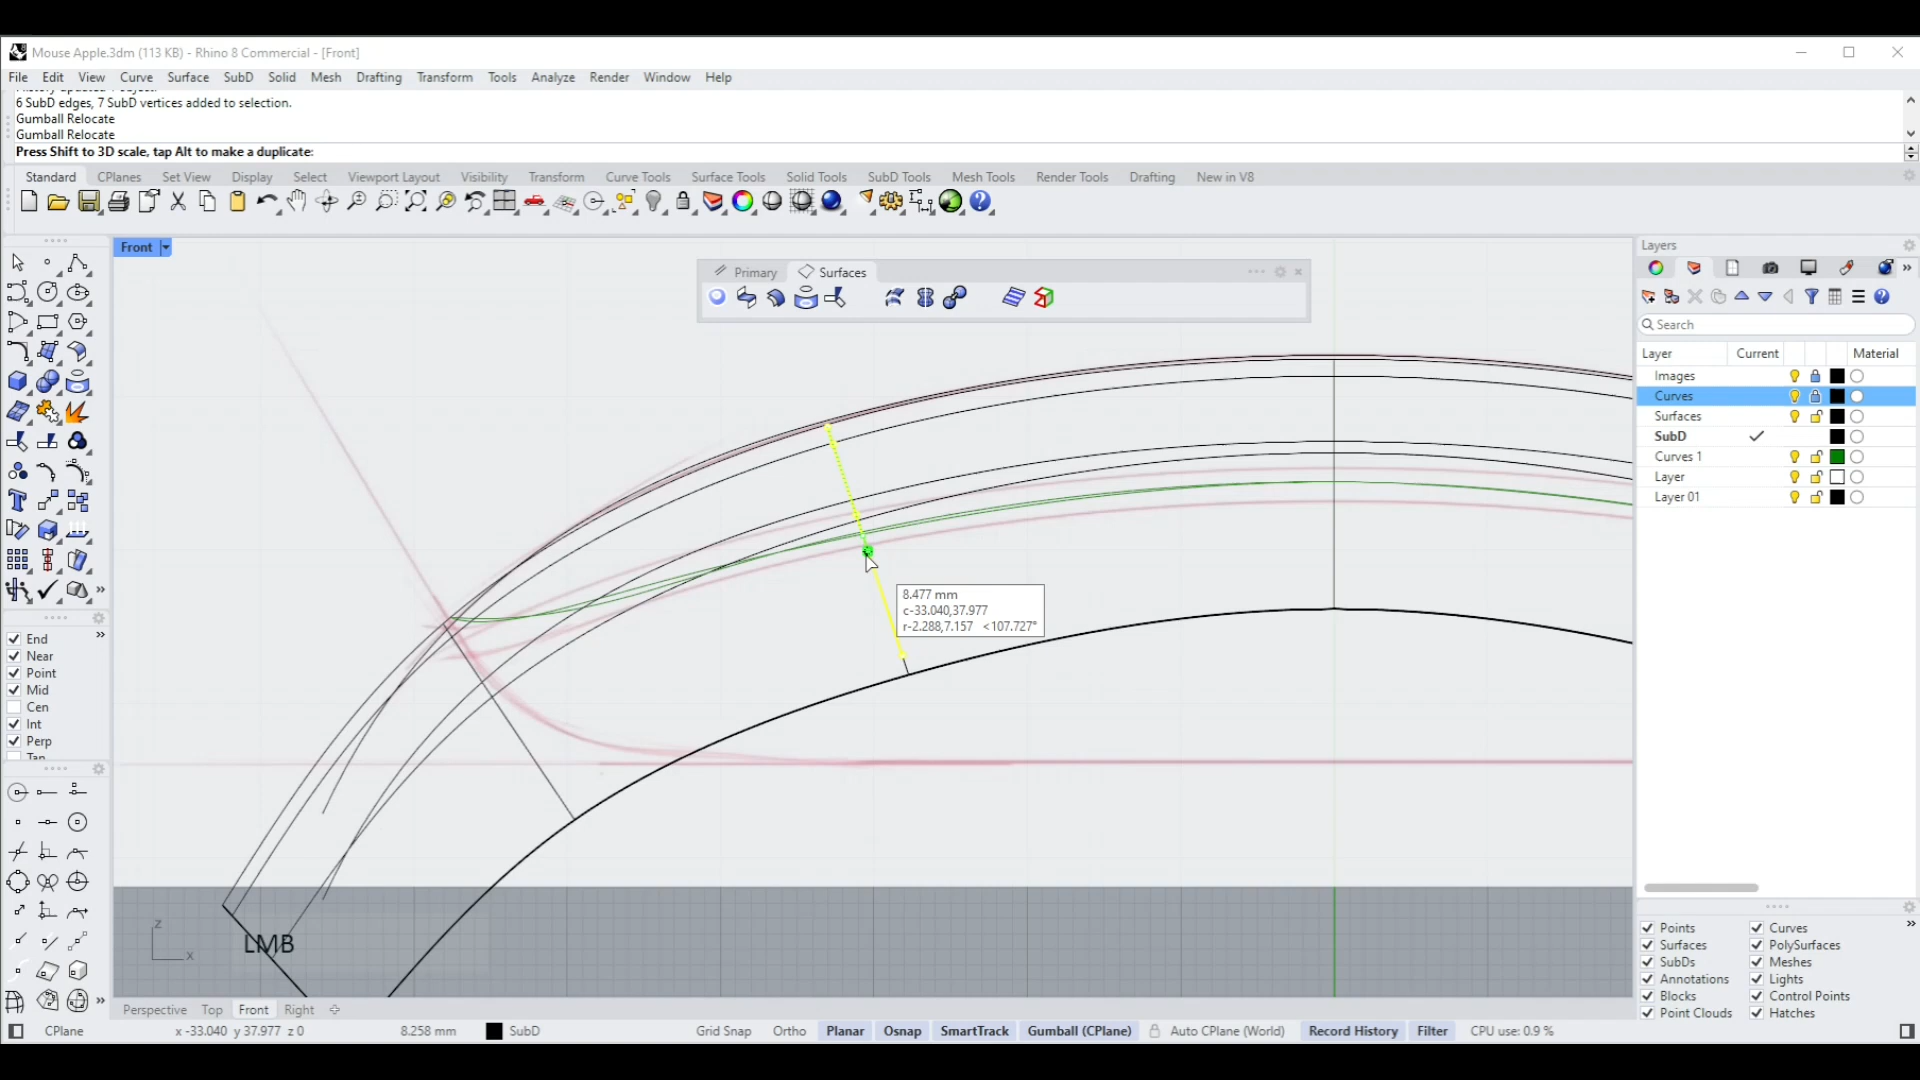 Mouse Apple.3dm (113 KB) - Rhino 8 Commercial - [Front]
File Edit View Curve Surface SubD Solid Mesh Drafting Transform Tools Analyze Render Window Help
6 SubD edges, 7 SubD vertices added to selection.
Gumball Relocate
Gumball Relocate
Press Shift to 3D scale, tap Alt to make a duplicate:
Standard CPlanes Set View Display Select Viewport Layout Visibility Transform Curve Tools Surface Tools Solid Tools SubD Tools Mesh Tools Render Tools Drafting New in V8
Front
Primary Surfaces
8.477 mm
c-33.040,37.977
r-2.288,7.157 <107.727°
LMB
z
x
End
Near
Point
Mid
Cen
Int
Perp
Layers
Search
Layer Current Material
Images
Curves
Surfaces
SubD
Curves 1
Layer
Layer 01
Points Curves
Surfaces PolySurfaces
SubDs Meshes
Annotations Lights
Blocks Control Points
Point Clouds Hatches
Perspective Top Front Right
CPlane x -33.040 y 37.977 z 0 8.258 mm SubD Grid Snap Ortho Planar Osnap SmartTrack Gumball (CPlane) Auto CPlane (World) Record History Filter CPU use: 0.9 %